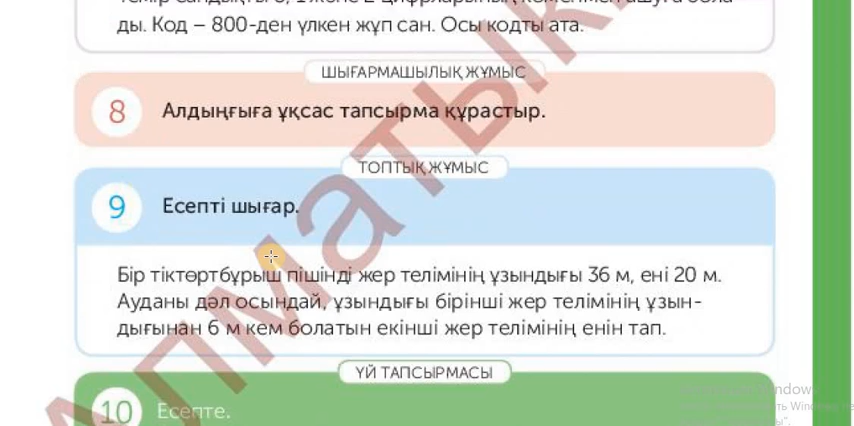 ды. Код – 800-ден үлкен жұп сан. Осы кодты ата.
ШЫҒАРМАШЫЛЫҚ ЖҰМЫС
8 Алдыңғыға ұқсас тапсырма құрастыр.
ТОПТЫҚ ЖҰМЫС
9 Есепті шығар.
Бір тіктөртбұрыш пішінді жер телімінің ұзындығы 36 м, ені 20 м.
Ауданы дәл осындай, ұзындығы бірінші жер телімінің ұзын-
дығынан 6 м кем болатын екінші жер телімінің енін тап.
ҮЙ ТАПСЫРМАСЫ
10 Есепте.